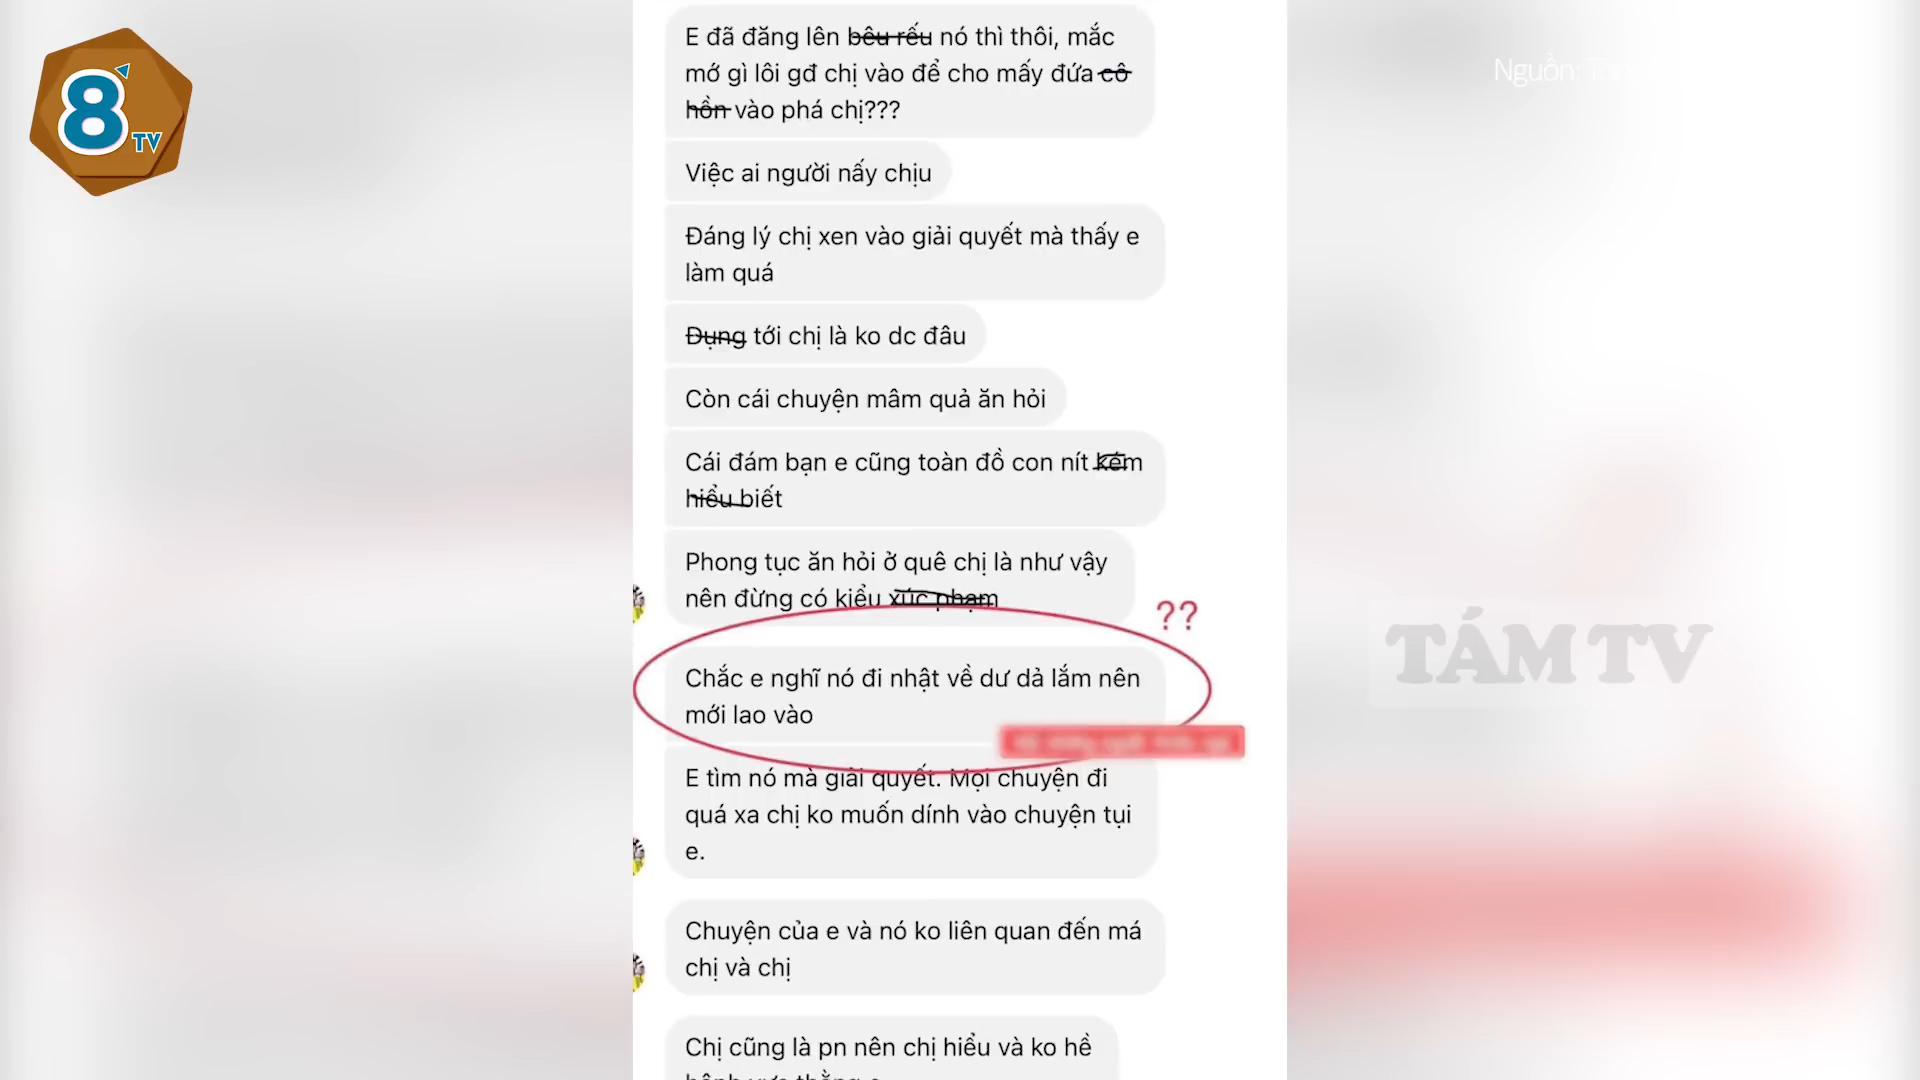 8
TV
Nguồn:
E đã đăng lên bêu rếu nó thì thôi, mắc
mớ gì lôi gđ chị vào để cho mấy đứa cô
hồn vào phá chị???
Việc ai người nấy chịu
Đáng lý chị xen vào giải quyết mà thấy e
làm quá
Đụng tới chị là ko dc đâu
Còn cái chuyện mâm quả ăn hỏi
Cái đám bạn e cũng toàn đồ con nít kém
hiểu biết
Phong tục ăn hỏi ở quê chị là như vậy
nên đừng có kiểu xúc phạm
??
Chắc e nghĩ nó đi nhật về dư dả lắm nên
mới lao vào
TÁM TV
E tìm nó mà giải quyết. Mọi chuyện đi
quá xa chị ko muốn dính vào chuyện tụi
e.
Chuyện của e và nó ko liên quan đến má
chị và chị
Chị cũng là pn nên chị hiểu và ko hề